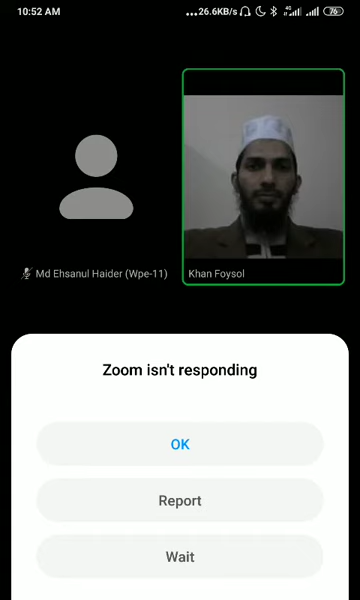 10:52 AM
...26.6KB/s 4G 76
Md Ehsanul Haider (Wpe-11)
Khan Foysol
Zoom isn't responding
OK
Report
Wait